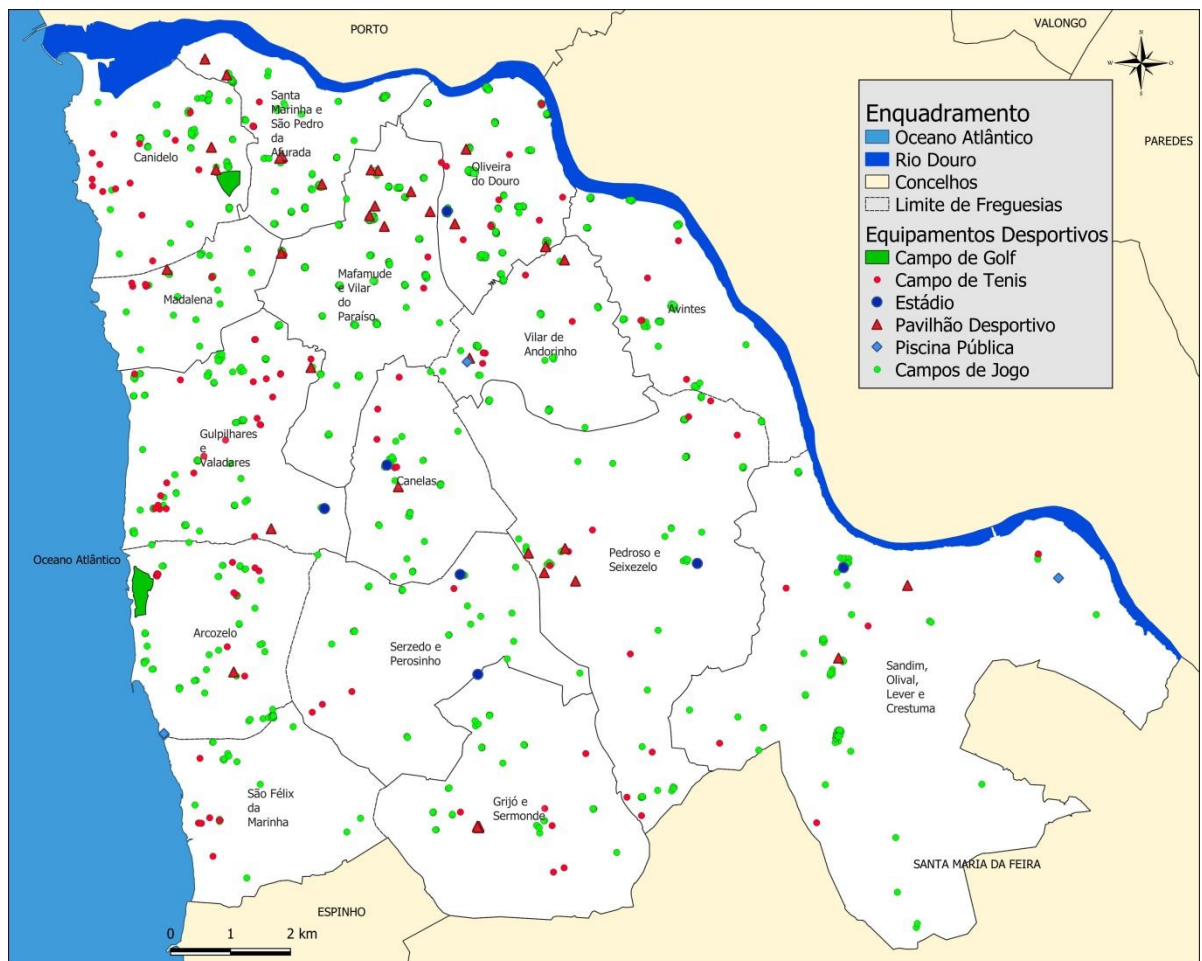 PORTO
VALONGO
N
W
O
S
PAREDES
Enquadramento
Oceano Atlântico
Rio Douro
Concelhos
Limite de Freguesias
Equipamentos Desportivos
Campo de Golf
Campo de Tenis
Estádio
Pavilhão Desportivo
Piscina Pública
Campos de Jogo
Santa
Marinha e
São Pedro
da
Afurada
Canidelo
Oliveira
do Douro
Madalena
Mafamude
e Vilar
do
Paraíso
Avintes
Vilar de
Andorinho
Gulpilhares
e
Valadares
Canelas
Oceano Atlântico
Pedroso e
Seixezelo
Arcozelo
Serzedo e
Perosinho
Sandim,
Olival,
Lever e
Crestuma
São Félix
da
Marinha
Grijó e
Sermonde
SANTA MARIA DA FEIRA
ESPINHO
0 1 2 km